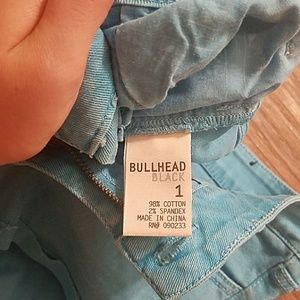 BULLHEAD
BLACK
1
98% COTTON
2% SPANDEX
MADE IN CHINA
RN# 090233